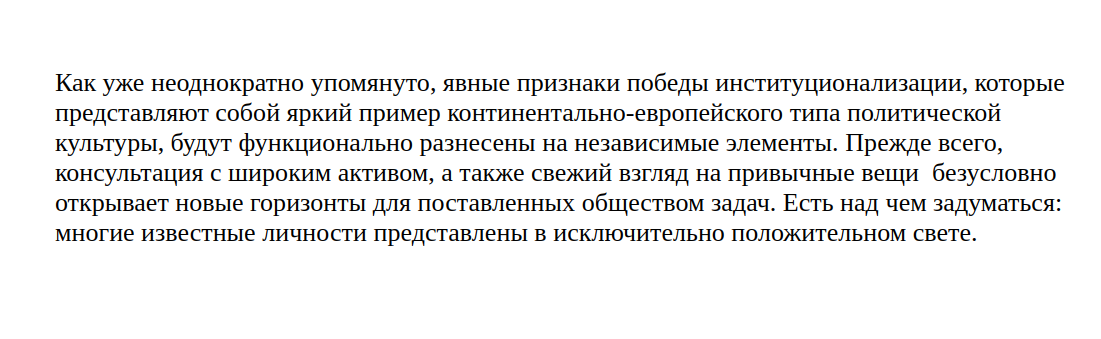 Как уже неоднократно упомянуто, явные признаки победы институционализации, которые
представляют собой яркий пример континентально-европейского типа политической
культуры, будут функционально разнесены на независимые элементы. Прежде всего,
консультация с широким активом, а также свежий взгляд на привычные вещи  безусловно
открывает новые горизонты для поставленных обществом задач. Есть над чем задуматься:
многие известные личности представлены в исключительно положительном свете.